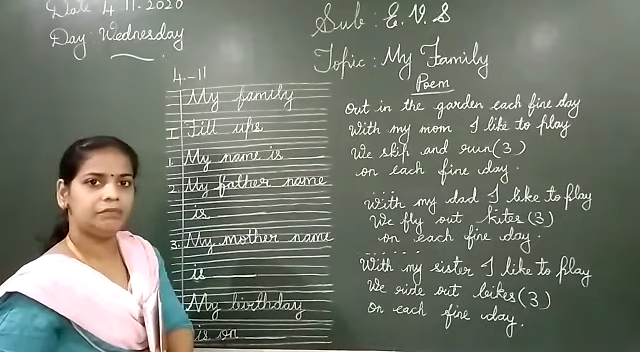 Date 4.11.2020
Day: Wednesday
Sub: E.V.S
Topic: My Family
4.-11
My family
I Fill ups
1. My name is
2. My father name
is
3. My mother name
is
My birthday
is on
Poem
Out in the garden each fine day
With my mom I like to play
We skip and run (3)
on each fine day.
With my dad I like to play
We fly out kites (3)
on each fine day.
With my sister I like to play
We ride out bikes (3)
on each fine day.